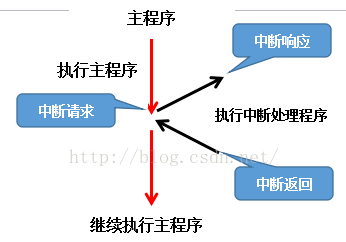 主程序
中断响应
执行主程序
中断请求
执行中断处理程序
http://blog.csdn.net/
中断返回
继续执行主程序